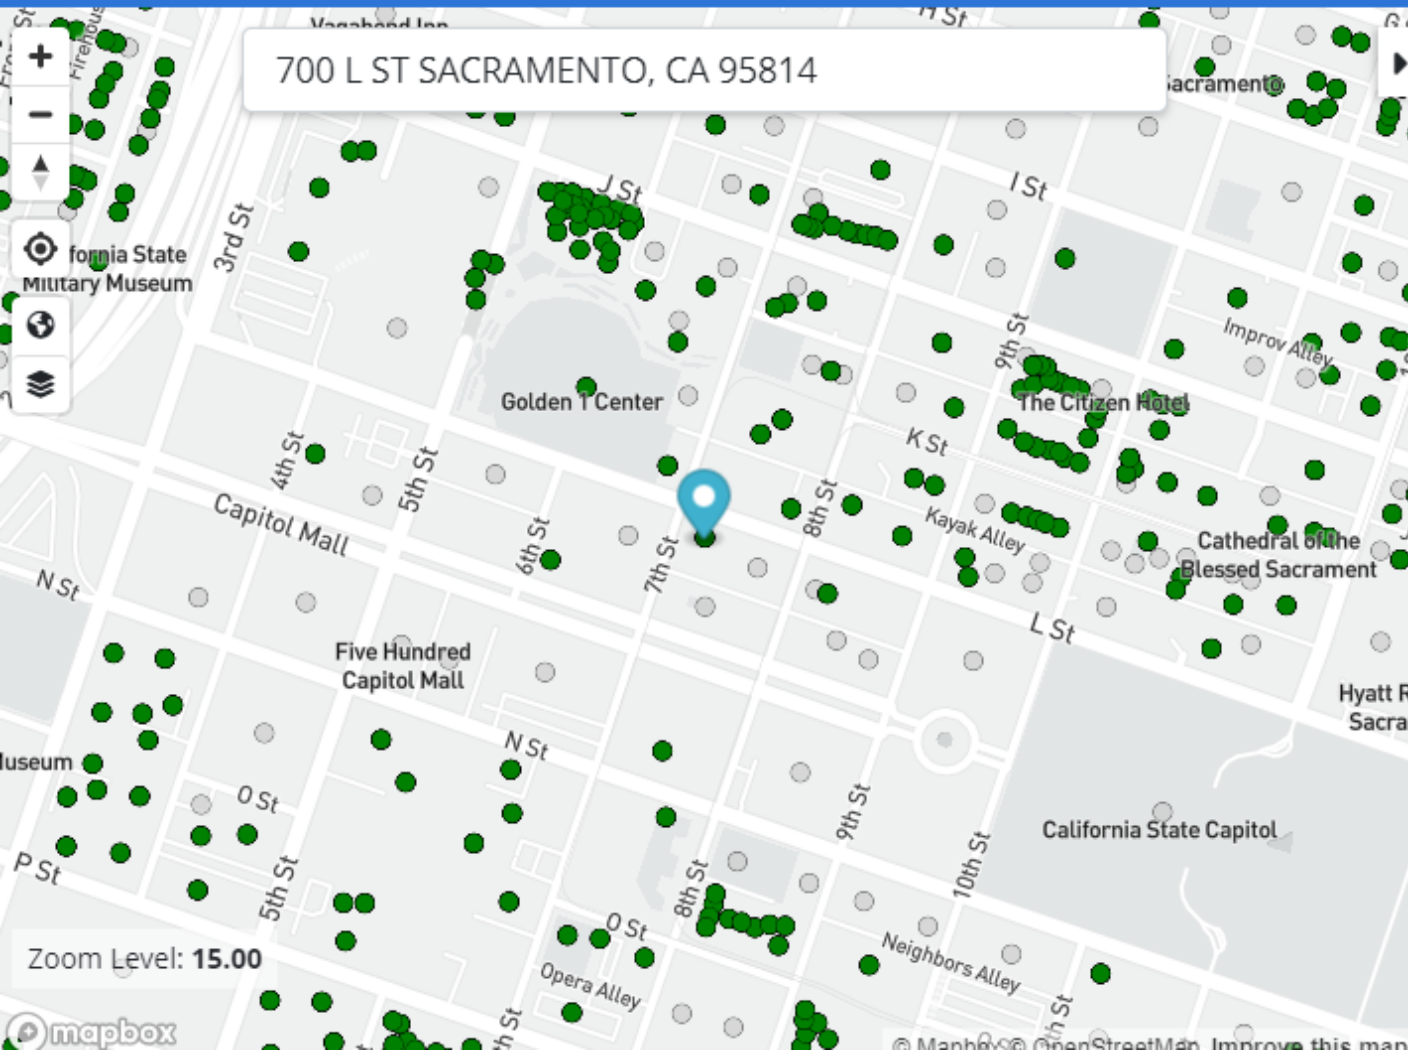 H St
Firehous
700 L ST SACRAMENTO, CA 95814
Sacramento
J St
I St
3rd St
fornia State
Military Museum
9th St
Improv Alley
Golden 1 Center
The Citizen Hotel
K St
4th St
5th St
8th St
Capitol Mall
Kayak Alley
6th St
7th St
Cathedral of the
Blessed Sacrament
N St
L St
Five Hundred
Capitol Mall
Hyatt R
Sacra
N St
Museum
O St
9th St
California State Capitol
P St
5th St
8th St
10th St
O St
Zoom Level: 15.00
Neighbors Alley
Opera Alley
mapbox
© Mapbox © OpenStreetMap Improve this map